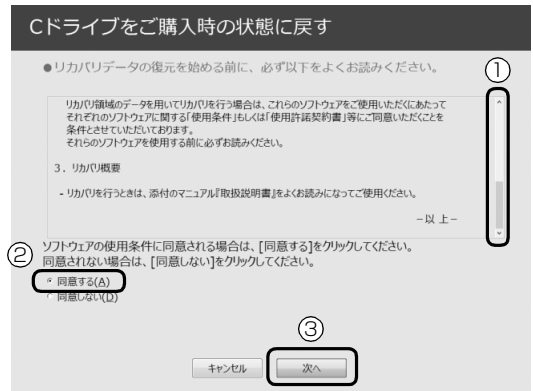 Cドライブをご購入時の状態に戻す
●リカバリデータの復元を始める前に、必ず以下をよくお読みください。
①
リカバリ領域のデータを用いてリカバリを行う場合は、これらのソフトウェアをご使用いただくにあたって
それぞれのソフトウェアに関する「使用条件」もしくは「使用許諾契約書」等にご同意いただくことを
条件とさせていただいております。
それらのソフトウェアを使用する前に必ずお読みください。
3. リカバリ概要
- リカバリを行うときは、添付のマニュアル『取扱説明書』をよくお読みになってご使用ください。
－以 上－
ソフトウェアの使用条件に同意される場合は、[同意する]をクリックしてください。
②
同意されない場合は、[同意しない]をクリックしてください。
同意する(A)
同意しない(D)
③
キャンセル
次へ